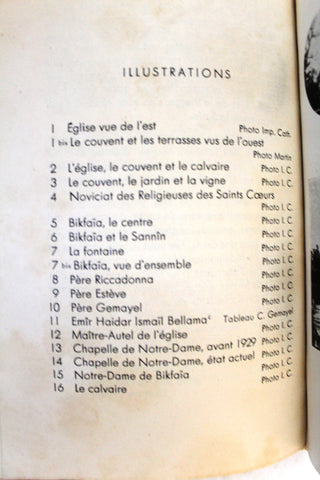 ILLUSTRATIONS
1 Église vue de l'est Photo Imp. Cath.
1 bis Le couvent et les terrasses vus de l'ouest
Photo Martin
2 L'église, le couvent et le calvaire Photo I. C.
3 Le couvent, le jardin et la vigne Photo I. C.
4 Noviciat des Religieuses des Saints Cœurs
Photo I. C.
5 Bikfaïa, le centre Photo I. C.
6 Bikfaïa et le Sannîn Photo I. C.
7 La fontaine Photo I. C.
7 bis Bikfaïa, vue d'ensemble Photo I. C.
8 Père Riccadonna Photo I. C.
9 Père Estève Photo I. C.
10 Père Gemayel Photo I. C.
11 Emîr Haidar Ismaïl Bellama‘ Tableau C. Gemayel
12 Maître-Autel de l'église Photo I. C.
13 Chapelle de Notre-Dame, avant 1929 Photo I. C.
14 Chapelle de Notre-Dame, état actuel Photo I. C.
15 Notre-Dame de Bikfaïa Photo I. C.
16 Le calvaire Photo I. C.